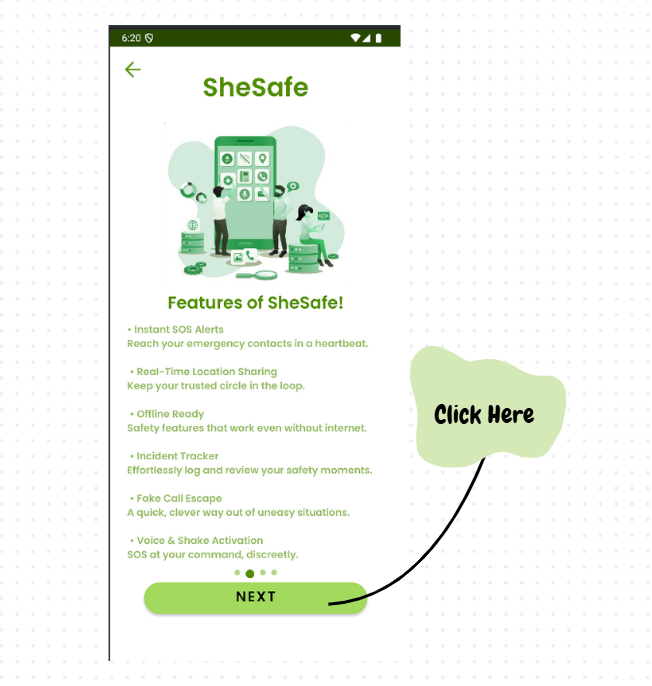 6:20
SheSafe
Features of SheSafe!
• Instant SOS Alerts
Reach your emergency contacts in a heartbeat.
• Real-Time Location Sharing
Keep your trusted circle in the loop.
• Offline Ready
Safety features that work even without internet.
• Incident Tracker
Effortlessly log and review your safety moments.
• Fake Call Escape
A quick, clever way out of uneasy situations.
• Voice & Shake Activation
SOS at your command, discreetly.
NEXT
Click Here